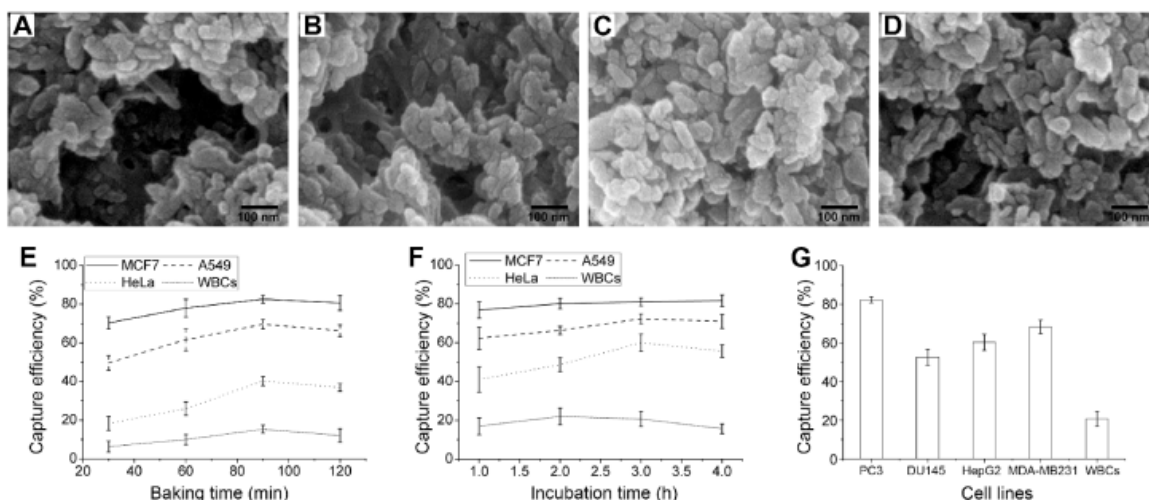 A
B
C
D
100 nm
100 nm
100 nm
100 nm
E
MCF7
A549
HeLa
WBCs
Capture efficiency (%)
100
80
60
40
20
0
20
40
60
80
100
120
Baking time (min)
F
MCF7
A549
HeLa
WBCs
Capture efficiency (%)
100
80
60
40
20
0
1.0
1.5
2.0
2.5
3.0
3.5
4.0
Incubation time (h)
G
Capture efficiency (%)
100
80
60
40
20
0
PC3
DU145
HepG2
MDA-MB231
WBCs
Cell lines